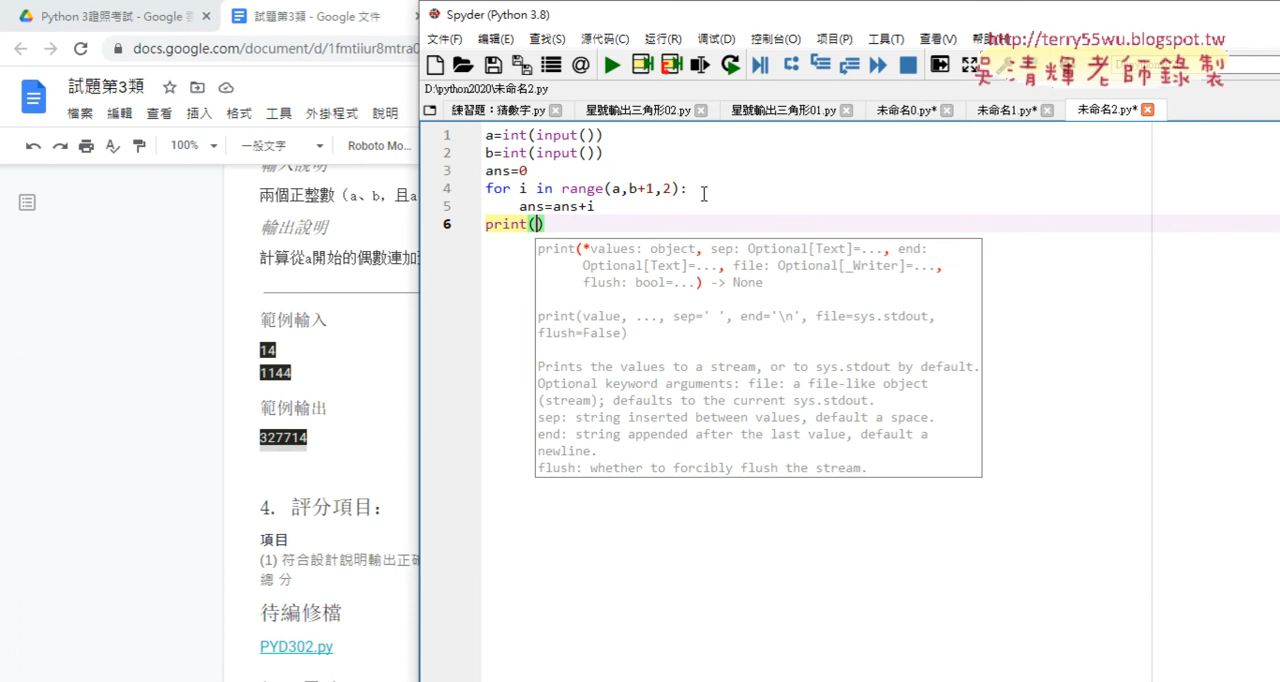 Python 3證照考試 - Google
試題第3類 - Google 文件
docs.google.com/document/d/1fmtiiur8mtra0
試題第3類
檔案 編輯 查看 插入 格式 工具 外掛程式 說明
100% 一般文字 Roboto Mo...
輸入說明
兩個正整數（a、b，且a
輸出說明
計算從a開始的偶數連加
範例輸入
14
1144
範例輸出
327714
4. 評分項目：
項目
(1) 符合設計說明輸出正
總 分
待編修檔
PYD302.py
Spyder (Python 3.8)
文件(F) 编辑(E) 查找(S) 源代码(C) 运行(R) 调试(D) 控制台(O) 项目(P) 工具(T) 查看(V)
http://terry55wu.blogspot.tw
吳清輝老師錄製
D:\python2020\未命名2.py
練習題：猜數字.py 星號輸出三角形02.py 星號輸出三角形01.py 未命名0.py* 未命名1.py* 未命名2.py*
1 a=int(input())
2 b=int(input())
3 ans=0
4 for i in range(a,b+1,2):
5 ans=ans+i
6 print()
print(*values: object, sep: Optional[Text]=..., end:
Optional[Text]=..., file: Optional[_Writer]=...,
flush: bool=...) -> None
print(value, ..., sep=' ', end='\n', file=sys.stdout,
flush=False)
Prints the values to a stream, or to sys.stdout by default.
Optional keyword arguments: file: a file-like object
(stream); defaults to the current sys.stdout.
sep: string inserted between values, default a space.
end: string appended after the last value, default a
newline.
flush: whether to forcibly flush the stream.